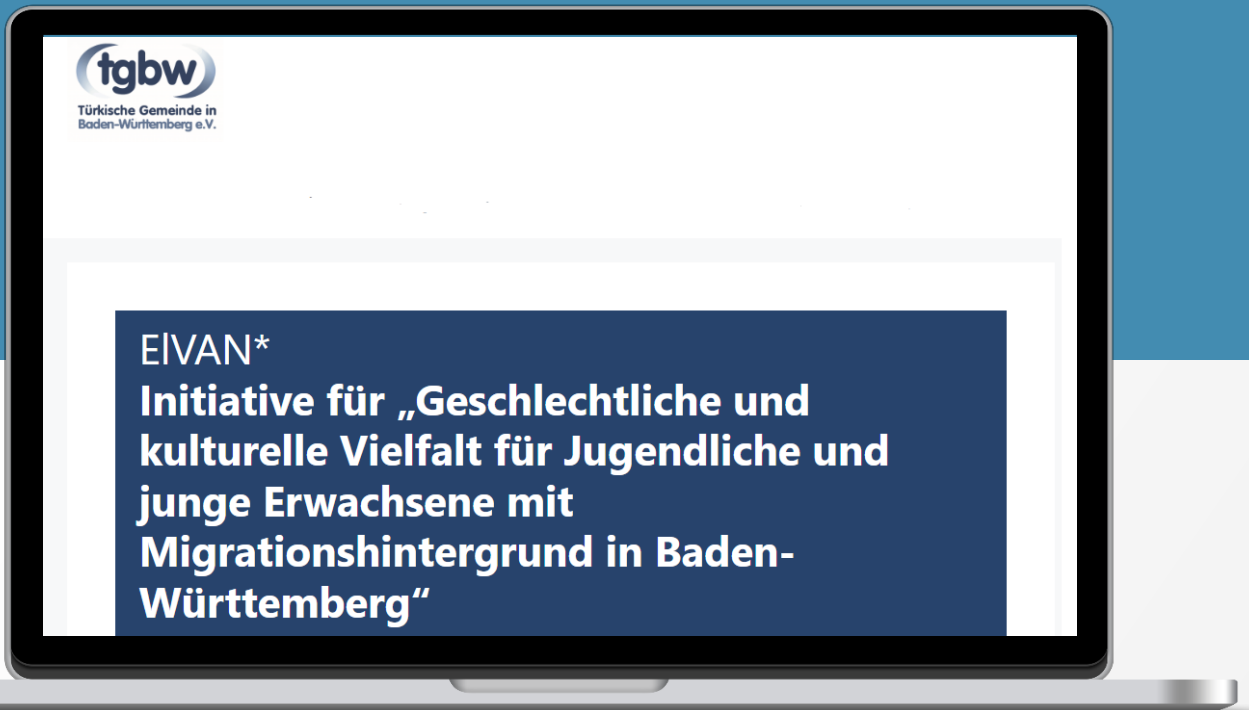 tgbw
Türkische Gemeinde in
Baden-Württemberg e.V.
ElVAN*
Initiative für „Geschlechtliche und
kulturelle Vielfalt für Jugendliche und
junge Erwachsene mit
Migrationshintergrund in Baden-
Württemberg“